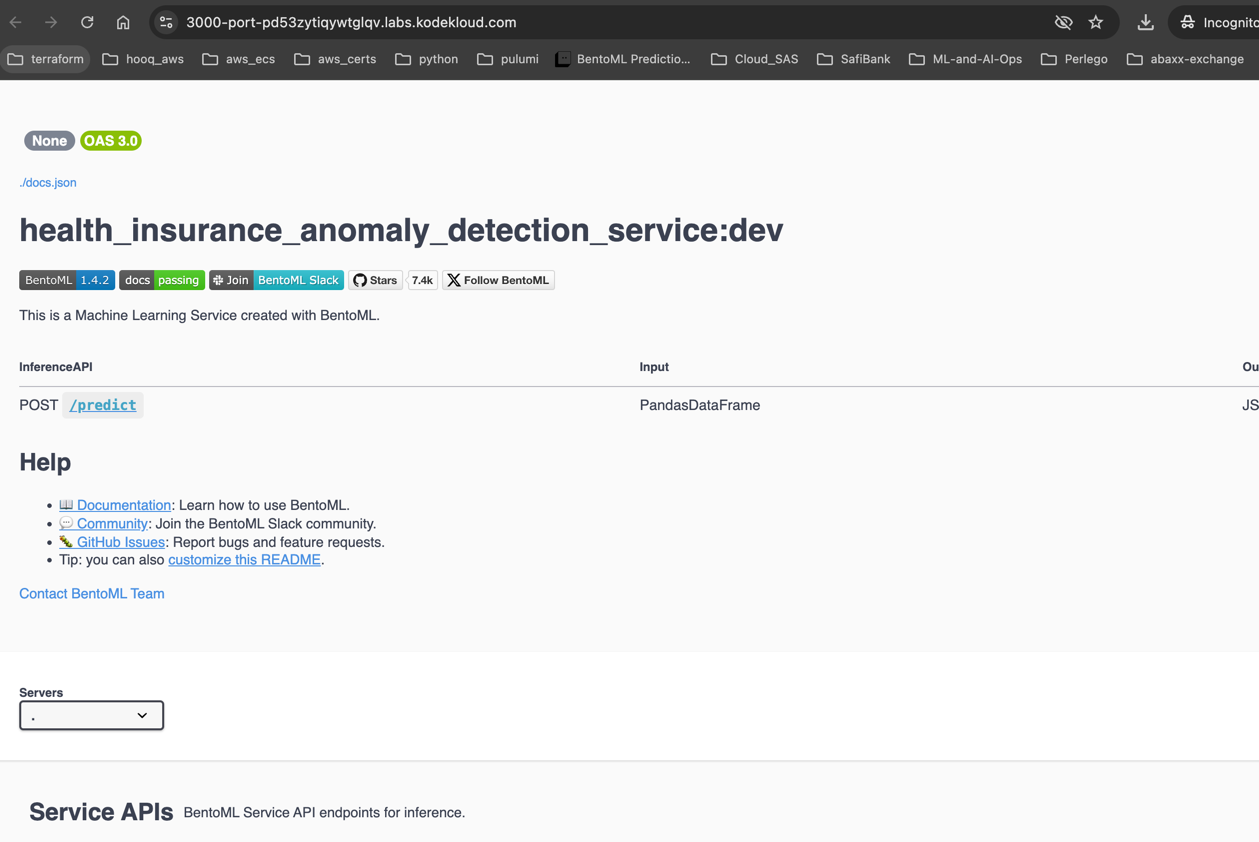 3000-port-pd53zytiqywtglqv.labs.kodekloud.com Incognito
terraform hooq_aws aws_ecs aws_certs python pulumi BentoML Predictio... Cloud_SAS SafiBank ML-and-AI-Ops Perlego abaxx-exchange
None OAS 3.0
./docs.json
health_insurance_anomaly_detection_service:dev
BentoML 1.4.2 docs passing Join BentoML Slack Stars 7.4k Follow BentoML
This is a Machine Learning Service created with BentoML.
InferenceAPI Input Ou
POST /predict PandasDataFrame JS
Help
• 📖 Documentation: Learn how to use BentoML.
• 💬 Community: Join the BentoML Slack community.
• 🐛 GitHub Issues: Report bugs and feature requests.
• Tip: you can also customize this README.
Contact BentoML Team
Servers
.
Service APIs BentoML Service API endpoints for inference.